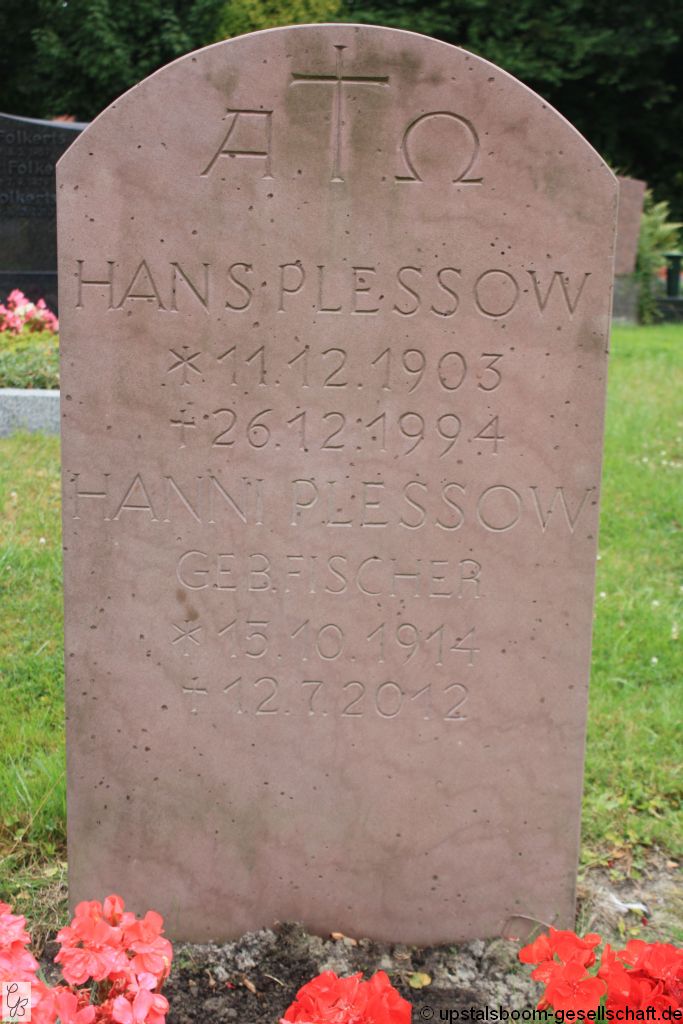 Α Ω
HANS PLESSOW
* 11.12.1903
† 26.12.1994
HANNI PLESSOW
GEB.FISCHER
* 15.10.1914
† 12.7.2012
© upstalsboom-gesellschaft.de